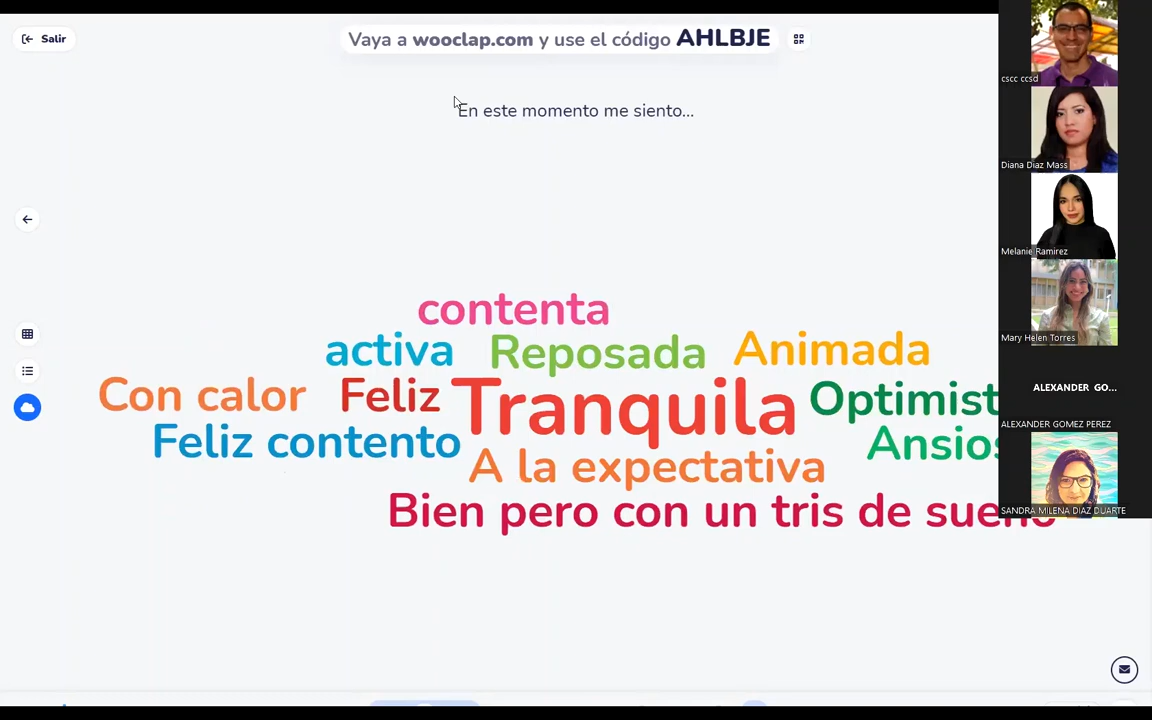 Salir
Vaya a wooclap.com y use el código AHLBJE
En este momento me siento...
contenta
activa
Reposada
Animada
Con calor
Feliz
Tranquila
Optimist
Feliz contento
Ansios
A la expectativa
Bien pero con un tris de sueño
cscc ccsd
Diana Diaz Mass
Melanie Ramirez
Mary Helen Torres
ALEXANDER GO...
ALEXANDER GOMEZ PEREZ
SANDRA MILENA DIAZ DUARTE